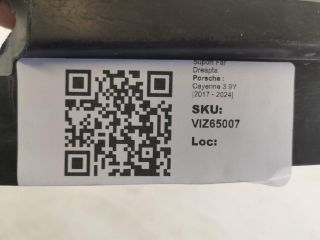 Suport Far
Dreapta
Porsche :
Cayenne 3 9Y
[2017 - 2024]
SKU:
VIZ65007
Loc: